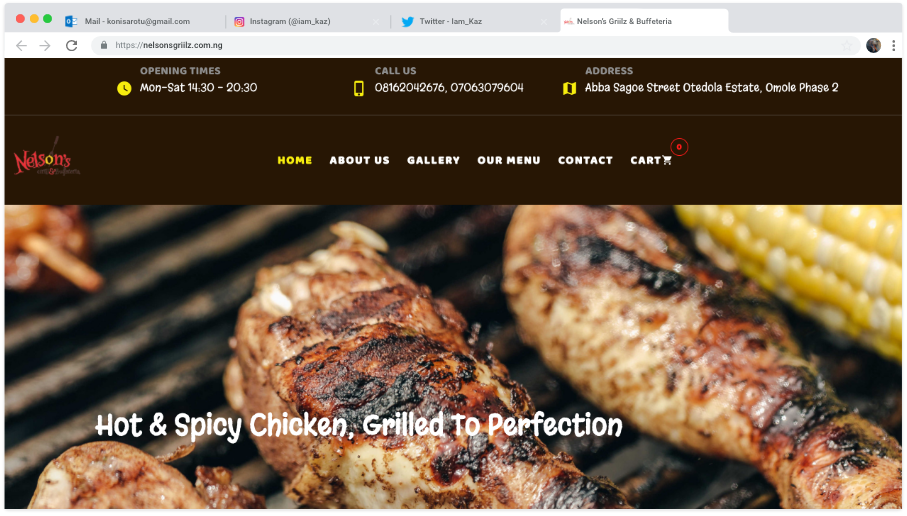 Mail - konisarotu@gmail.com
Instagram (@iam_kaz)
Twitter - Iam_Kaz
Nelson's Griilz & Buffeteria
https://nelsonsgriilz.com.ng
OPENING TIMES
Mon-Sat 14:30 - 20:30
CALL US
08162042676, 07063079604
ADDRESS
Abba Sagoe Street Otedola Estate, Omole Phase 2
Nelson's
HOME ABOUT US GALLERY OUR MENU CONTACT CART 0
Hot & Spicy Chicken, Grilled To Perfection